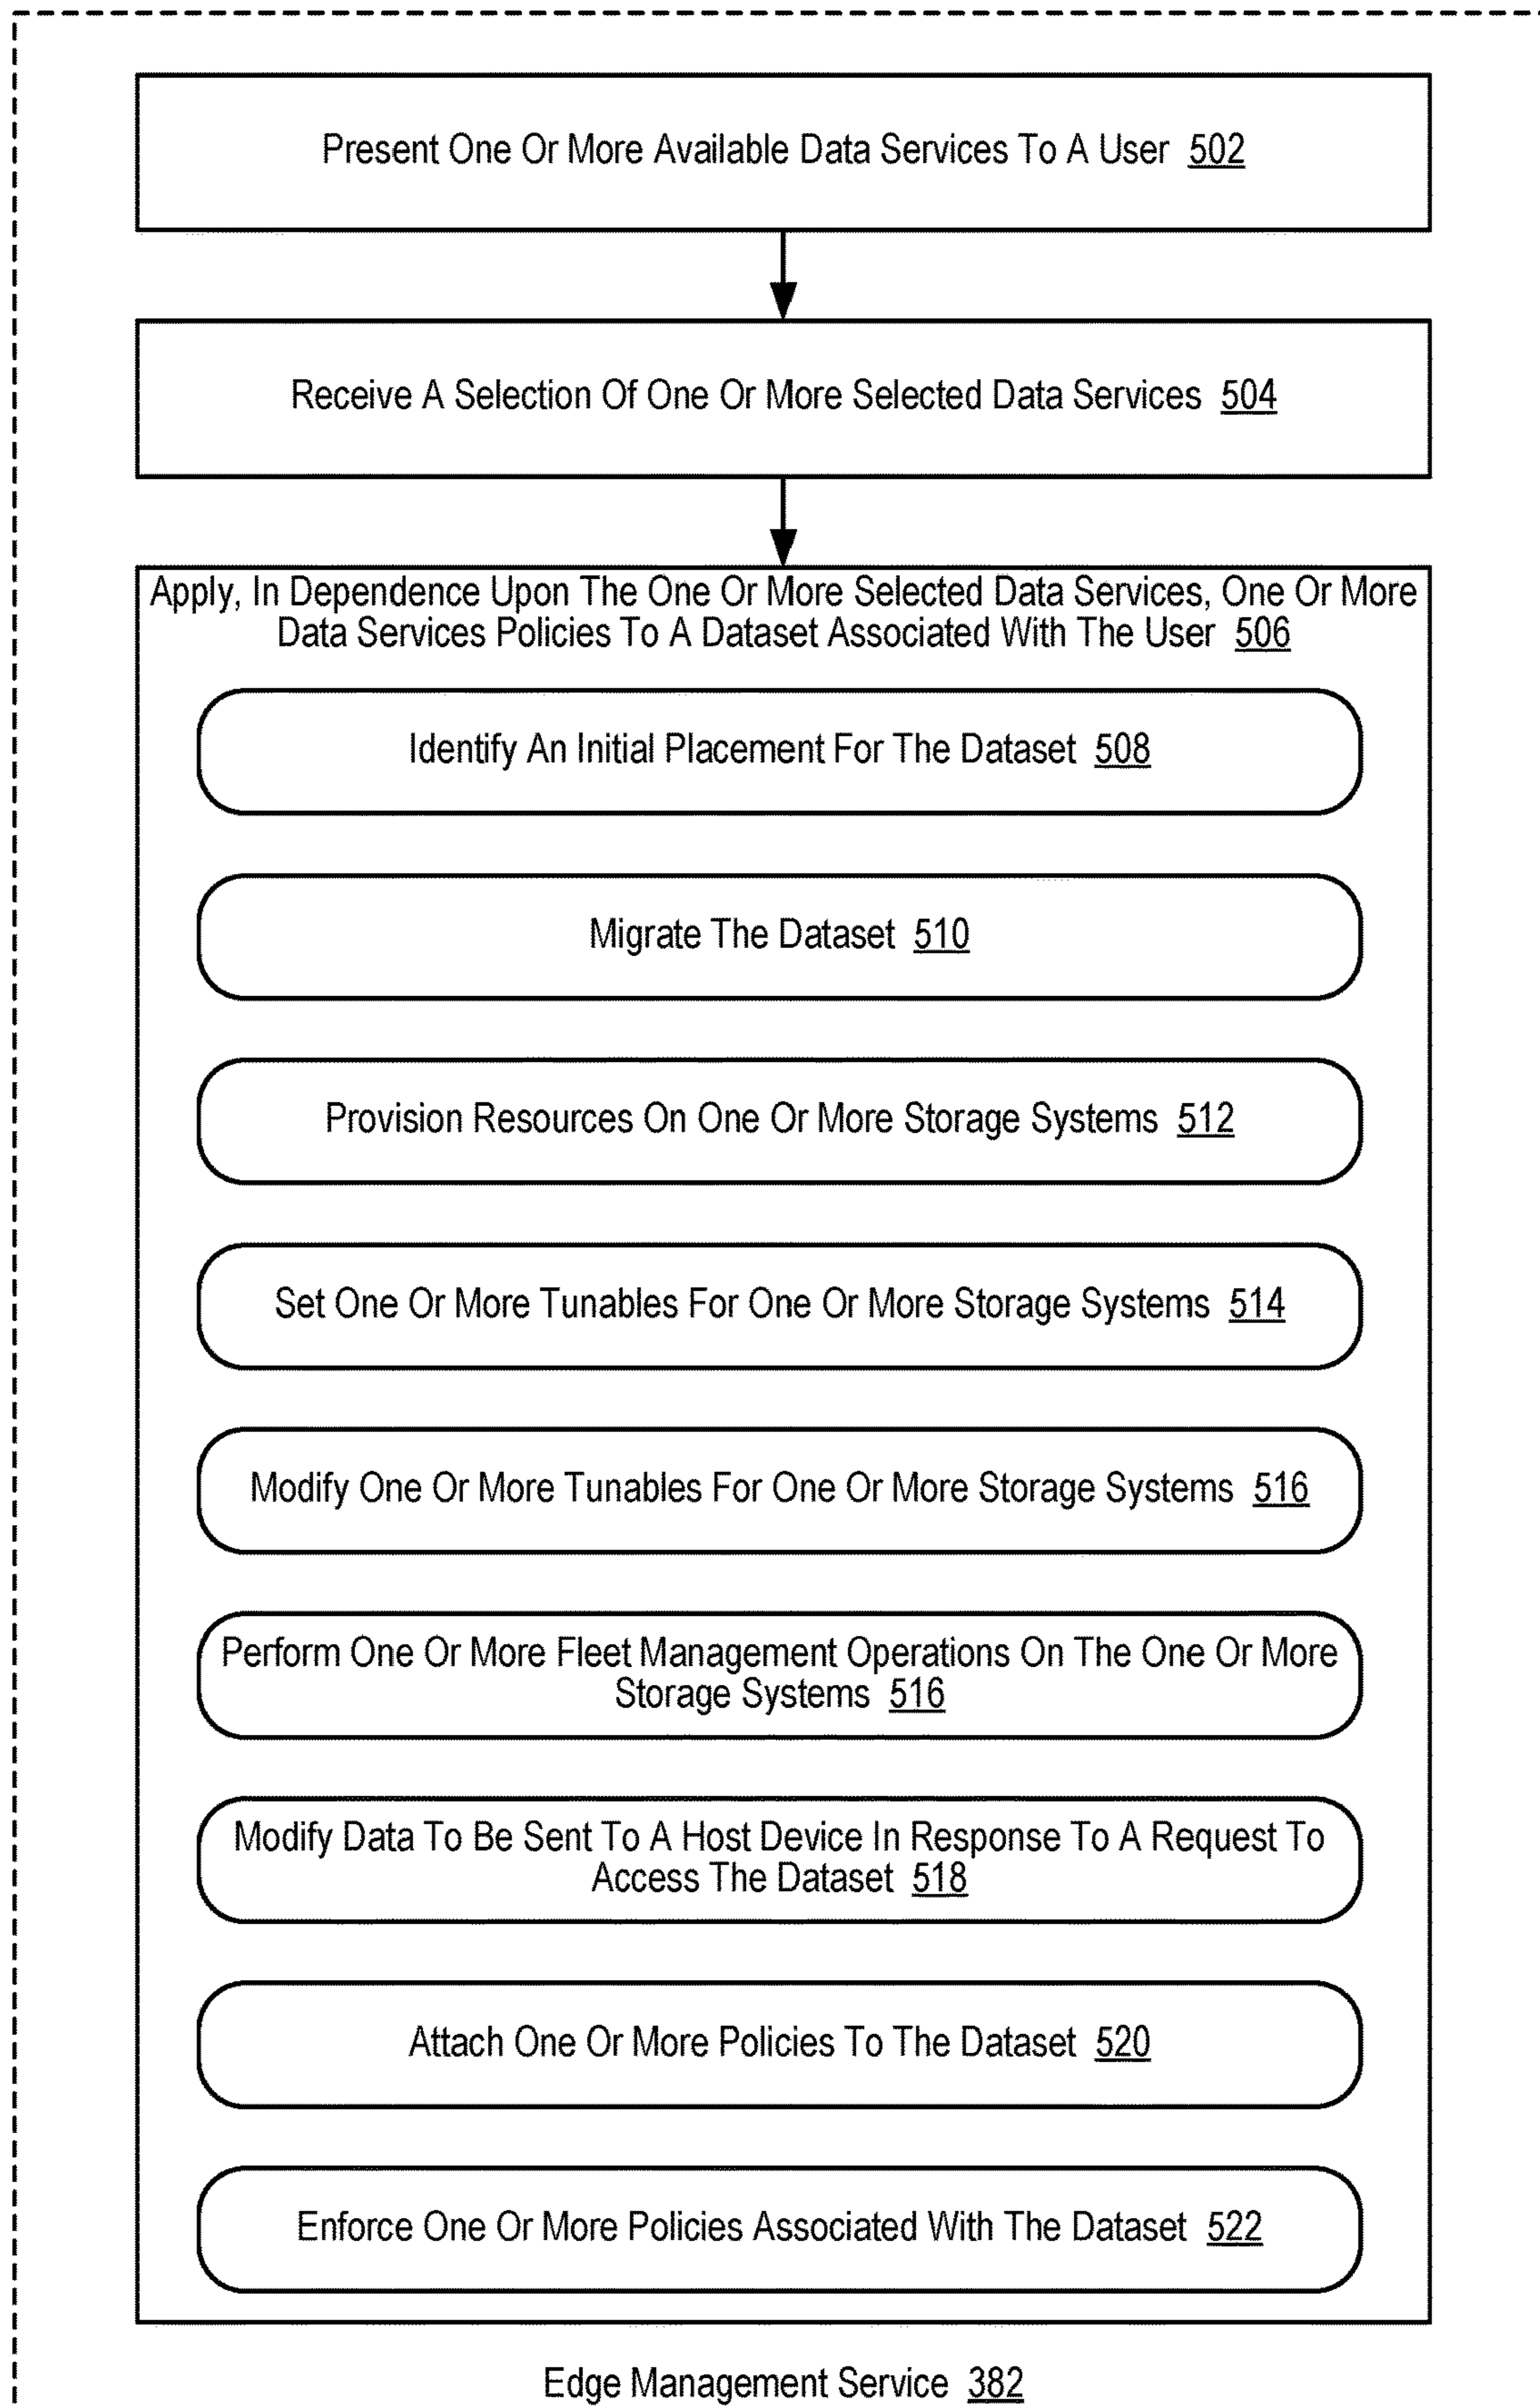 Present One Or More Available Data Services To A User 502
Receive A Selection Of One Or More Selected Data Services 504
Apply, In Dependence Upon The One Or More Selected Data Services, One Or More
Data Services Policies To A Dataset Associated With The User 506
Identify An Initial Placement For The Dataset 508
Migrate The Dataset 510
Provision Resources On One Or More Storage Systems 512
Set One Or More Tunables For One Or More Storage Systems 514
Modify One Or More Tunables For One Or More Storage Systems 516
Perform One Or More Fleet Management Operations On The One Or More
Storage Systems 516
Modify Data To Be Sent To A Host Device In Response To A Request To
Access The Dataset 518
Attach One Or More Policies To The Dataset 520
Enforce One Or More Policies Associated With The Dataset 522
Edge Management Service 382